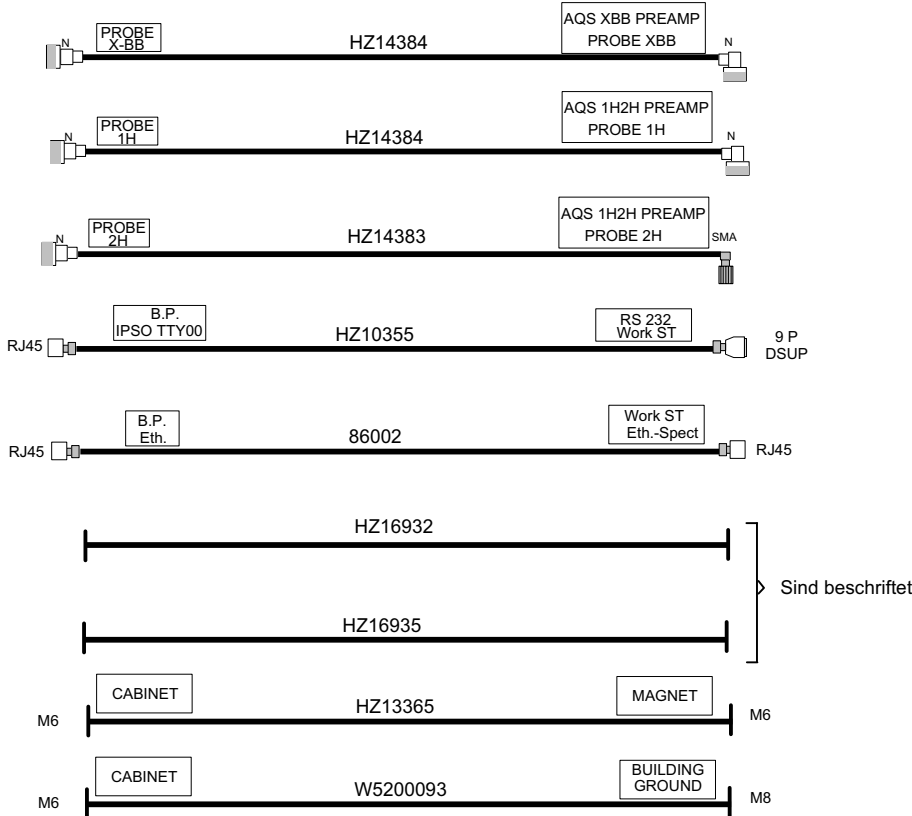 PROBE
X-BB
HZ14384
AQS XBB PREAMP
PROBE XBB
N
N
PROBE
1H
HZ14384
AQS 1H2H PREAMP
PROBE 1H
N
N
PROBE
2H
HZ14383
AQS 1H2H PREAMP
PROBE 2H
N
SMA
B.P.
IPSO TTY00
HZ10355
RS 232
Work ST
RJ45
9 P
DSUP
B.P.
Eth.
86002
Work ST
Eth.-Spect
RJ45
RJ45
HZ16932
Sind beschriftet
HZ16935
CABINET
HZ13365
MAGNET
M6
M6
CABINET
W5200093
BUILDING
GROUND
M6
M8